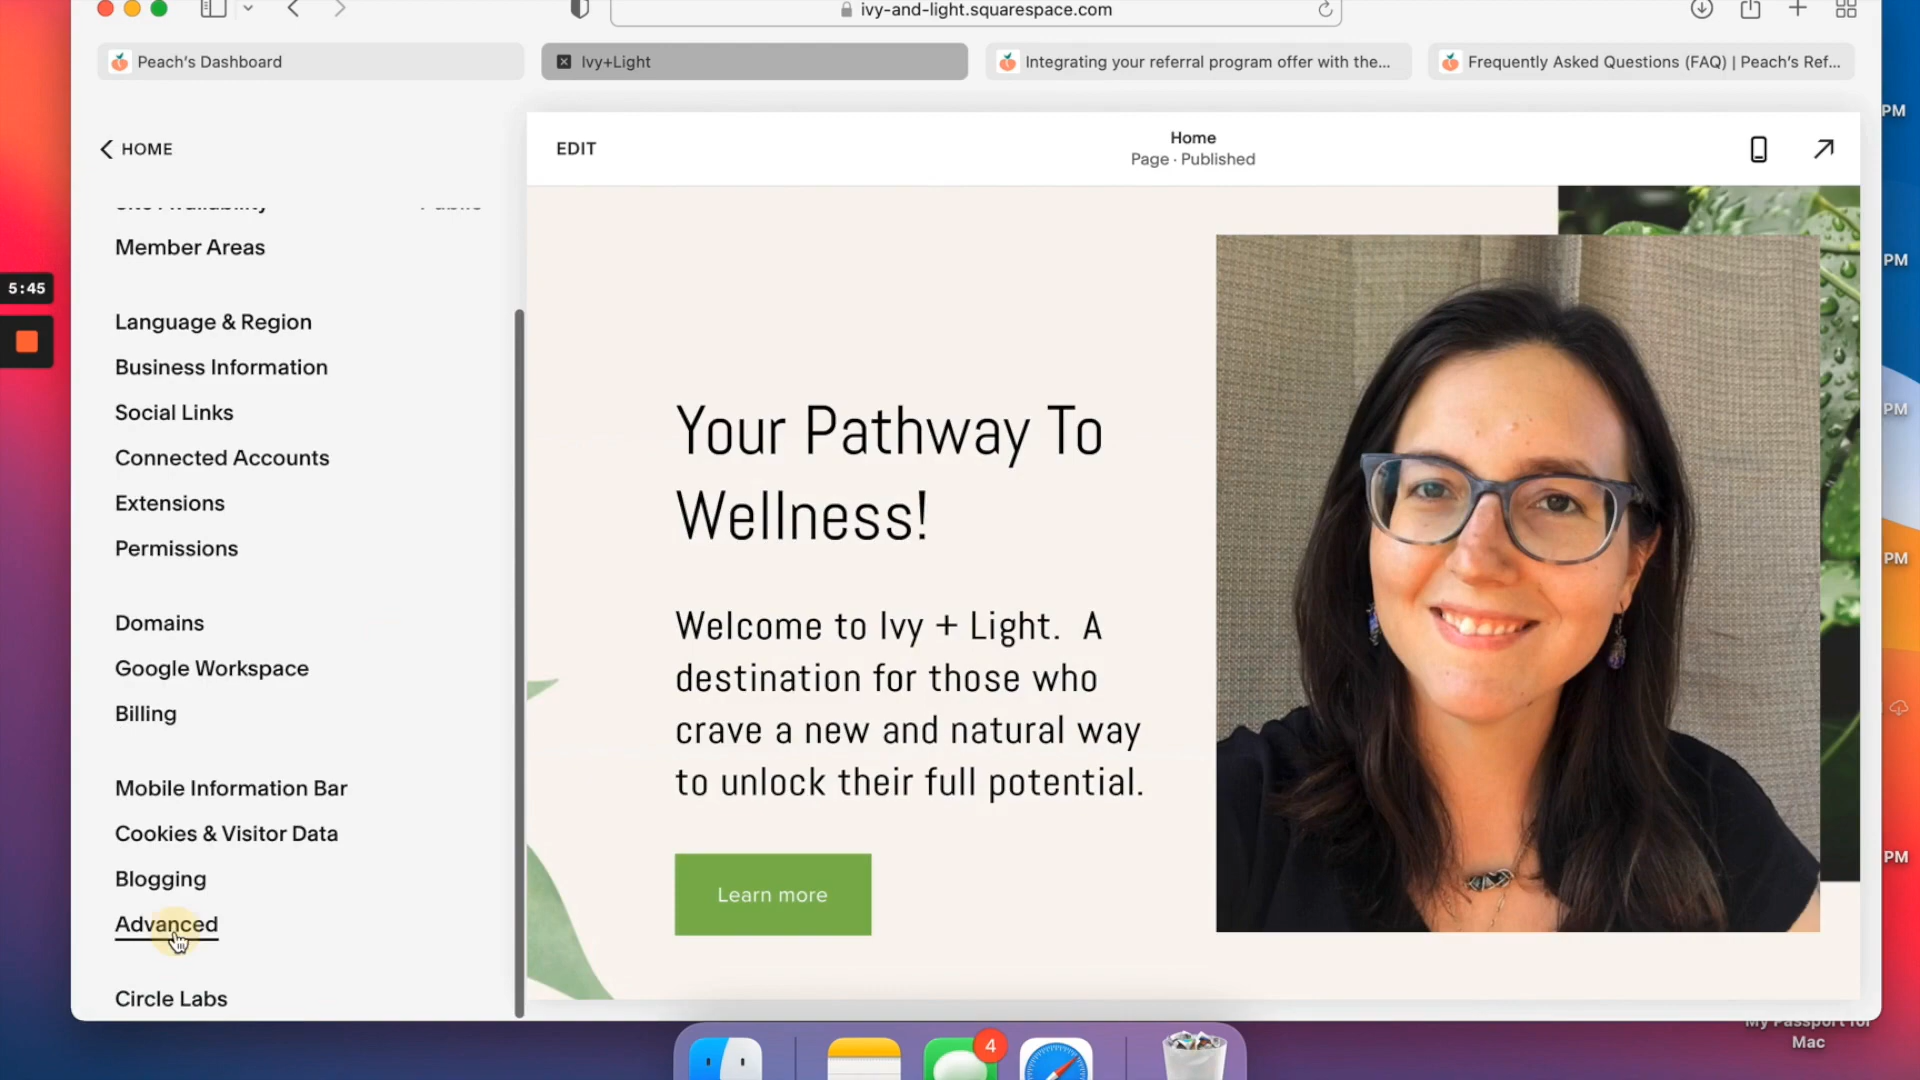 ivy-and-light.squarespace.com
Peach's Dashboard
Ivy+Light
Integrating your referral program offer with the...
Frequently Asked Questions (FAQ) | Peach's Ref...
HOME
EDIT
Home
Page · Published
Member Areas
Language & Region
Business Information
Social Links
Connected Accounts
Extensions
Permissions
Domains
Google Workspace
Billing
Mobile Information Bar
Cookies & Visitor Data
Blogging
Advanced
Circle Labs
5:45
Your Pathway To
Wellness!
Welcome to Ivy + Light. A
destination for those who
crave a new and natural way
to unlock their full potential.
Learn more
PM
PM
PM
PM
PM
4
My Passport for
Mac